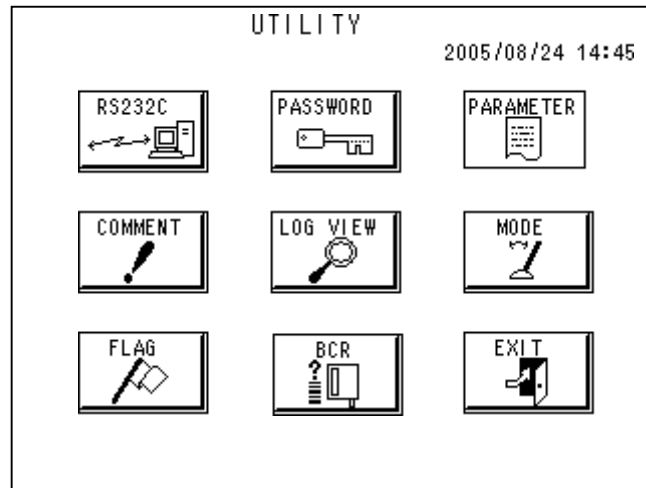 UTILITY
2005/08/24 14:45
RS232C PASSWORD PARAMETER
COMMENT LOG VIEW MODE
FLAG BCR EXIT